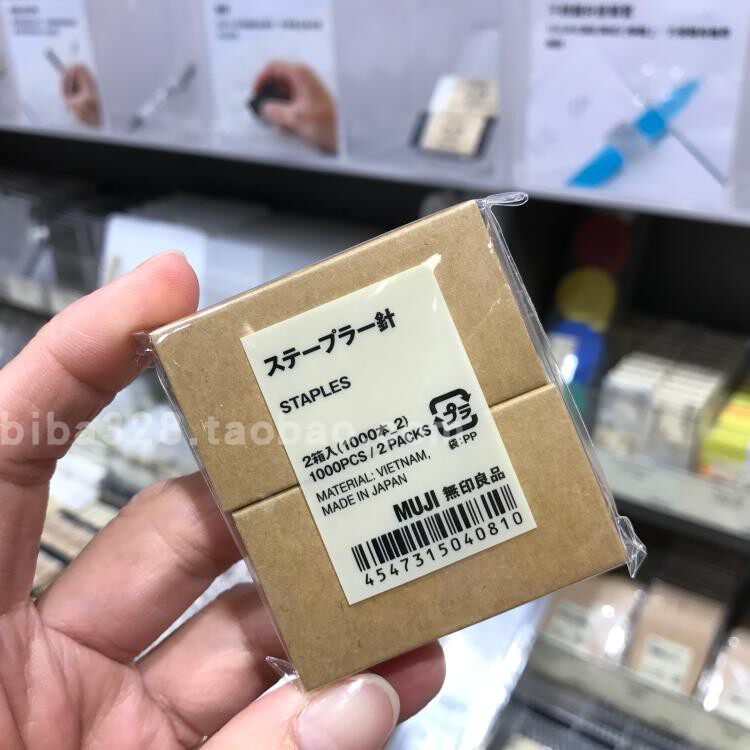 ステープラー針
STAPLES
2箱入(1000本_2)
1000PCS / 2 PACKS
プラ
袋:PP
MATERIAL: VIETNAM,
MADE IN JAPAN
MUJI 無印良品
4547315040810
biba328.taobao